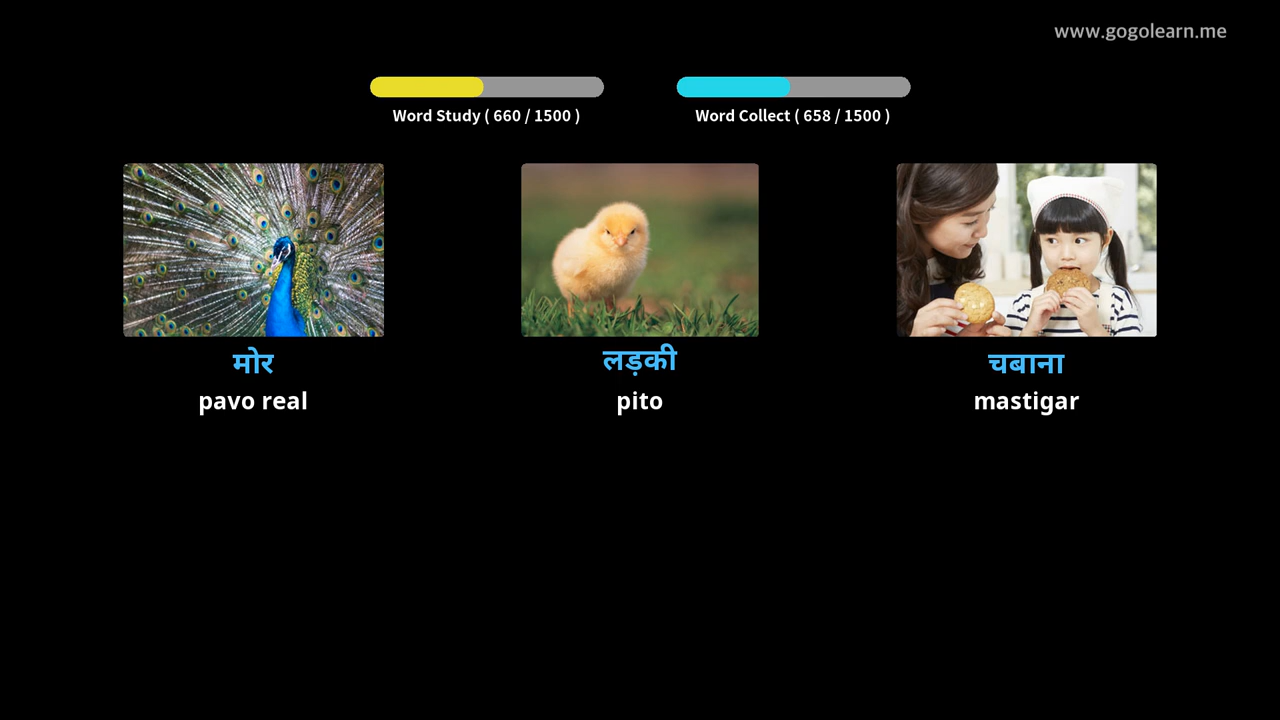 www.gogolearn.me
Word Study ( 660 / 1500 )
Word Collect ( 658 / 1500 )
मोर
लड़की
चबाना
pavo real
pito
mastigar